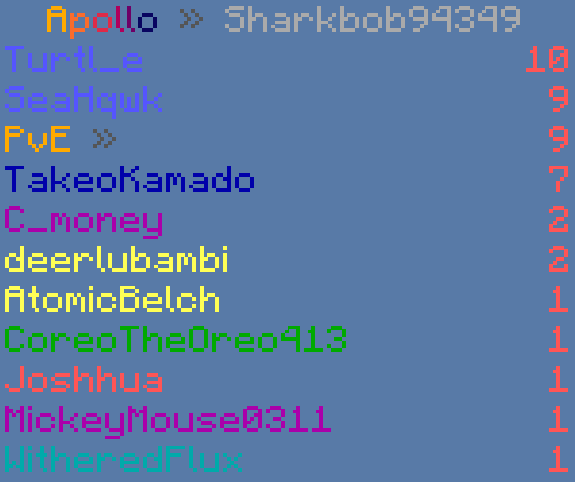 Apollo » Sharkbob94349
Turtl_e 10
SeaHqwk 9
PvE » 9
TakeoKamado 7
C_money 2
deerlubambi 2
AtomicBelch 1
CoreoTheOreo413 1
Joshhua 1
MickeyMouse0311 1
WitheredFlux 1